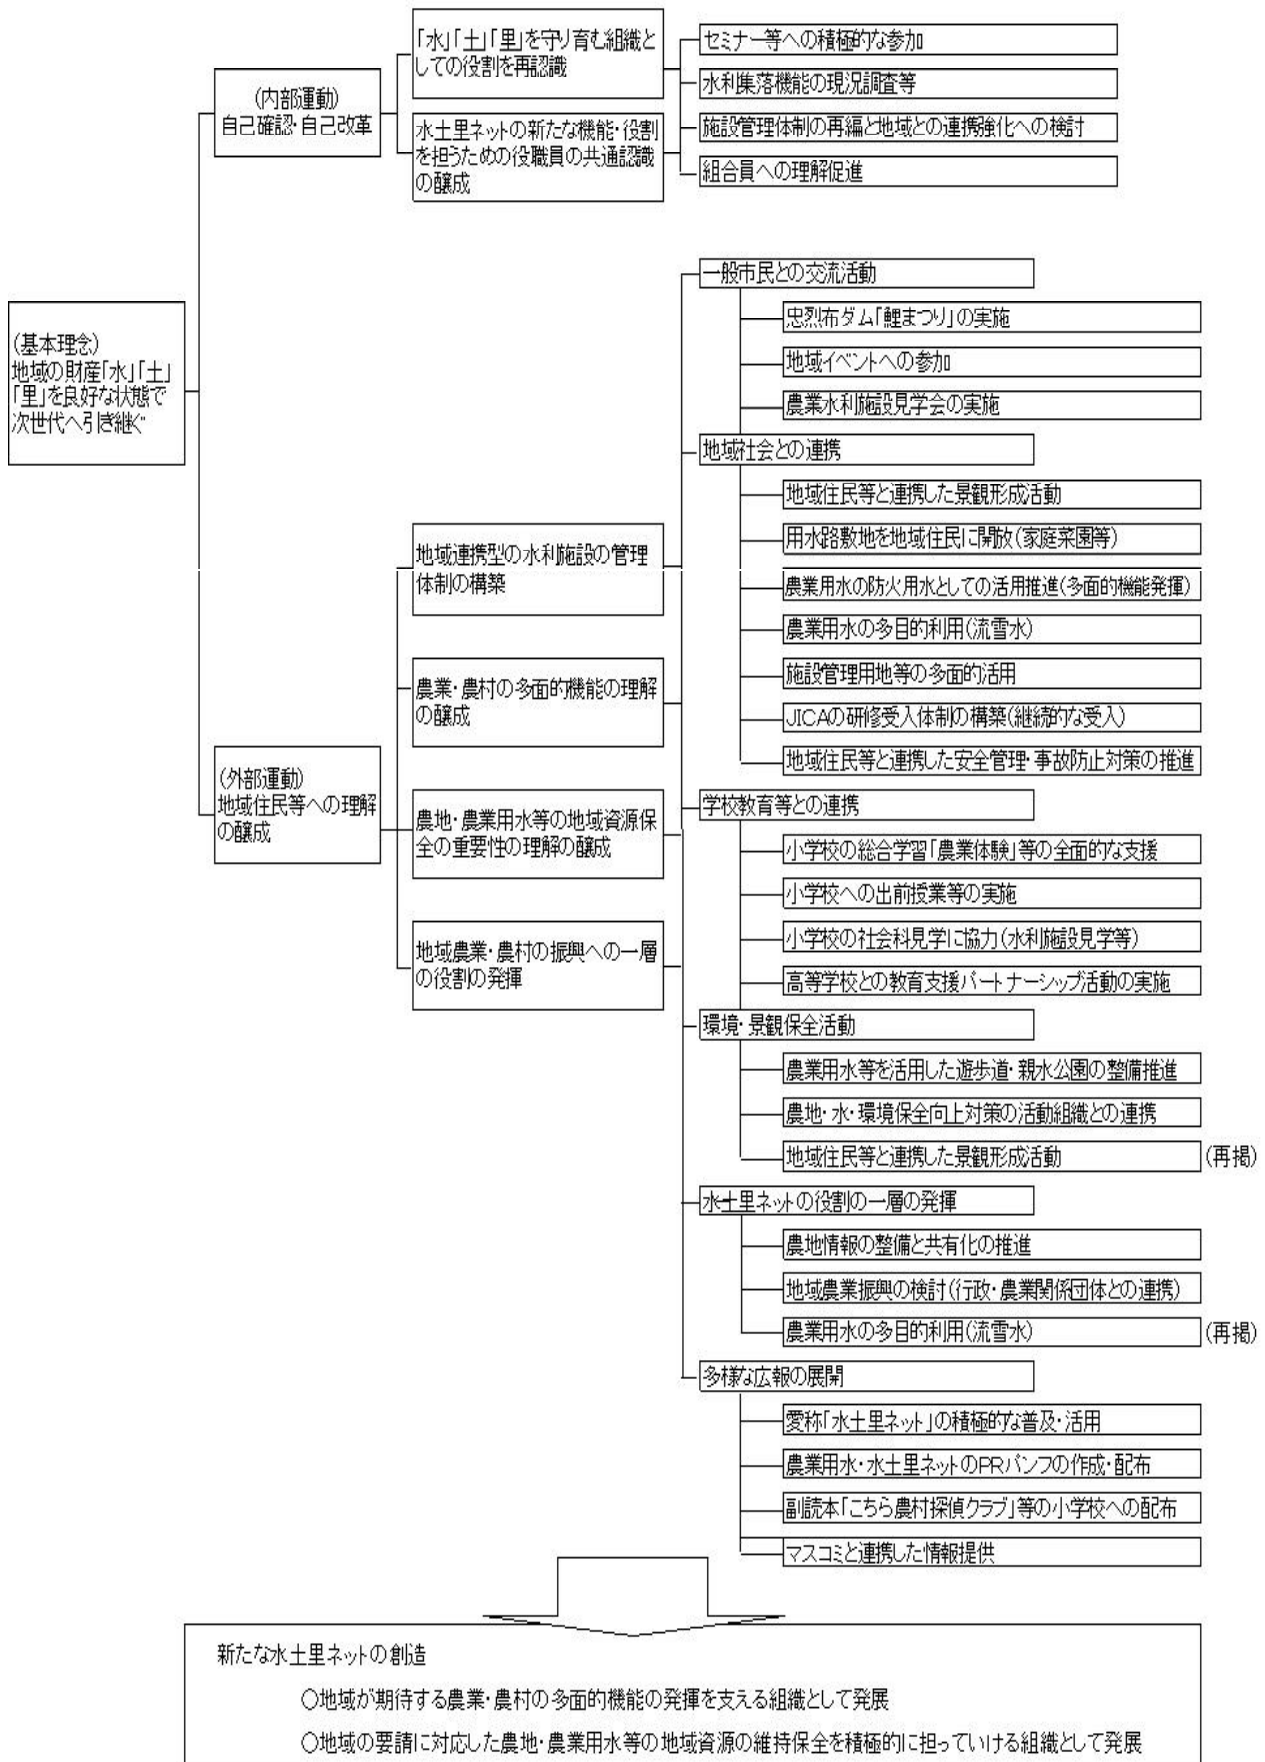 (基本理念)
地域の財産「水」「土」
「里」を良好な状態で
次世代へ引き継ぐ
(内部運動)
自己確認・自己改革
「水」「土」「里」を守り育む組織と
しての役割を再認識
水土里ネットの新たな機能・役割
を担うための役職員の共通認識
の醸成
セミナー等への積極的な参加
水利集落機能の現況調査等
施設管理体制の再編と地域との連携強化への検討
組合員への理解促進
(外部運動)
地域住民等への理解
の醸成
地域連携型の水利施設の管理
体制の構築
農業・農村の多面的機能の理解
の醸成
農地・農業用水等の地域資源保
全の重要性の理解の醸成
地域農業・農村の振興への一層
の役割の発揮
一般市民との交流活動
忠烈布ダム「鯉まつり」の実施
地域イベントへの参加
農業水利施設見学会の実施
地域社会との連携
地域住民等と連携した景観形成活動
用水路敷地を地域住民に開放(家庭菜園等)
農業用水の防火用水としての活用推進(多面的機能発揮)
農業用水の多目的利用(流雪水)
施設管理用地等の多面的活用
JICAの研修受入体制の構築(継続的な受入)
地域住民等と連携した安全管理・事故防止対策の推進
学校教育等との連携
小学校の総合学習「農業体験」等の全面的な支援
小学校への出前授業等の実施
小学校の社会科見学に協力(水利施設見学等)
高等学校との教育支援パートナーシップ活動の実施
環境・景観保全活動
農業用水等を活用した遊歩道・親水公園の整備推進
農地・水・環境保全向上対策の活動組織との連携
地域住民等と連携した景観形成活動 (再掲)
水土里ネットの役割の一層の発揮
農地情報の整備と共有化の推進
地域農業振興の検討(行政・農業関係団体との連携)
農業用水の多目的利用(流雪水) (再掲)
多様な広報の展開
愛称「水土里ネット」の積極的な普及・活用
農業用水・水土里ネットのPRパンフの作成・配布
副読本「こちら農村探偵クラブ」等の小学校への配布
マスコミと連携した情報提供
新たな水土里ネットの創造
○地域が期待する農業・農村の多面的機能の発揮を支える組織として発展
○地域の要請に対応した農地・農業用水等の地域資源の維持保全を積極的に担っていける組織として発展